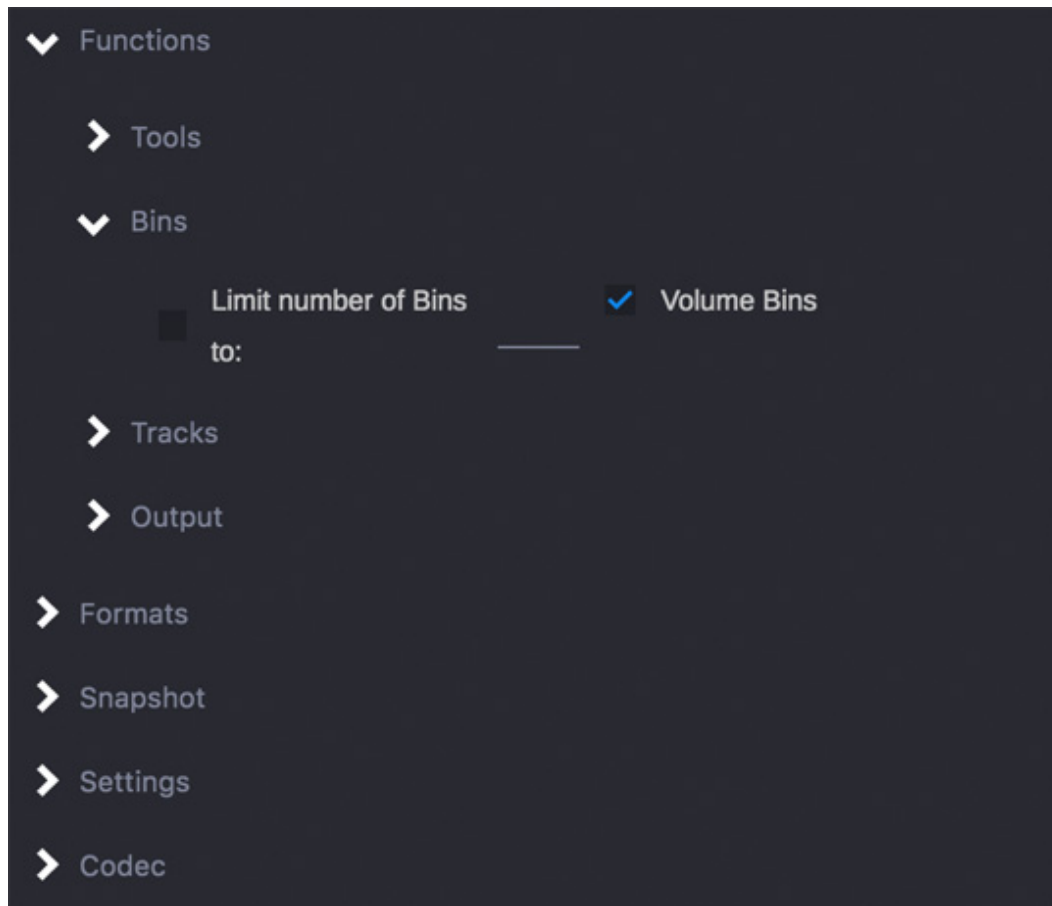 Functions
Tools
Bins
Limit number of Bins
to:
Volume Bins
Tracks
Output
Formats
Snapshot
Settings
Codec